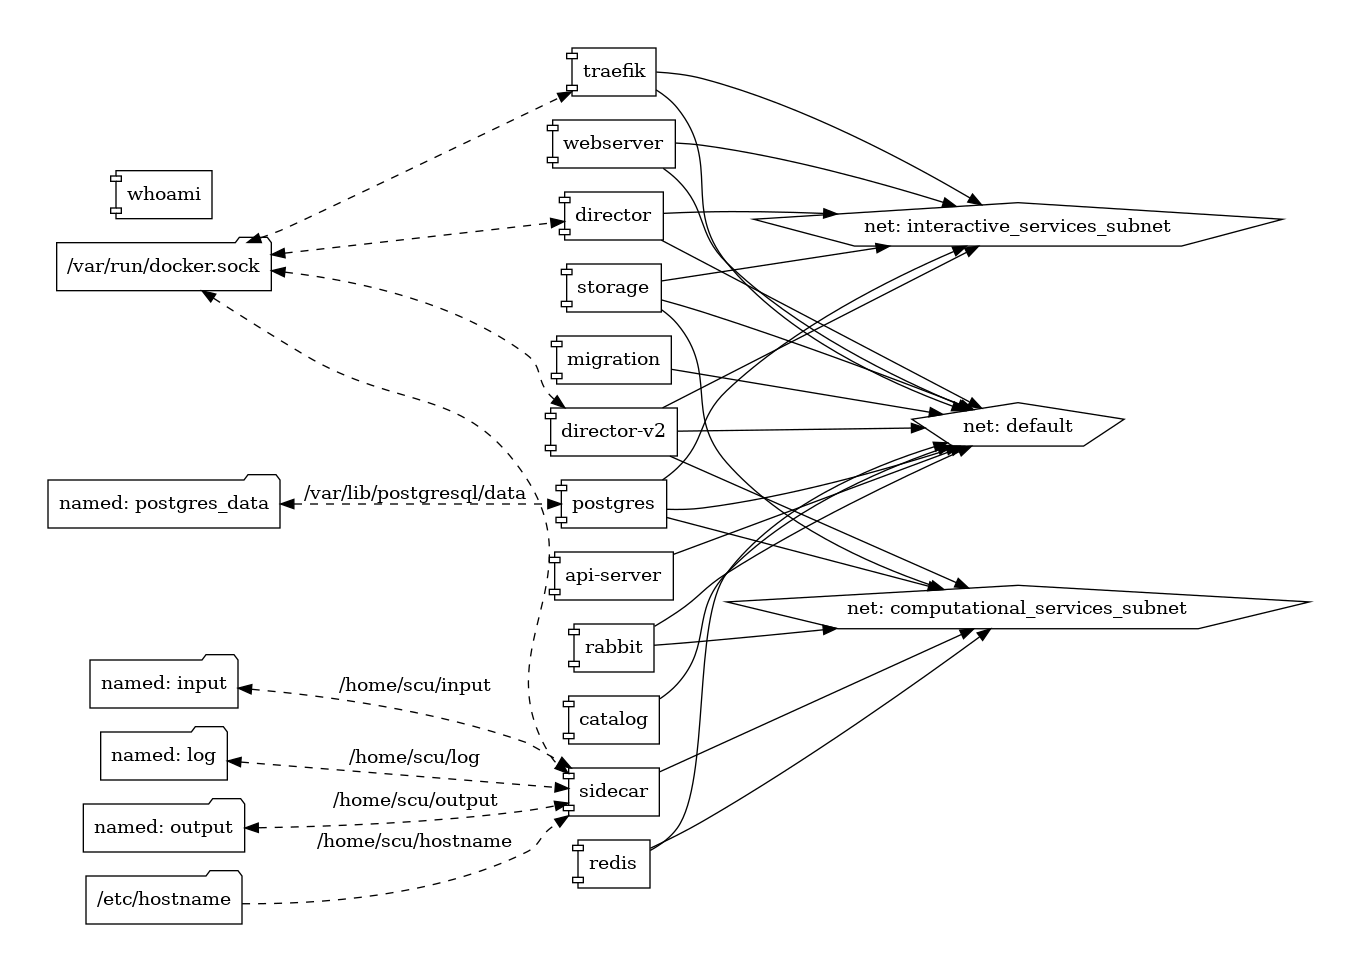 traefik
webserver
whoami
director
net: interactive_services_subnet
/var/run/docker.sock
storage
migration
director-v2
net: default
named: postgres_data
/var/lib/postgresql/data
postgres
api-server
net: computational_services_subnet
rabbit
named: input
/home/scu/input
catalog
named: log
/home/scu/log
sidecar
/home/scu/output
named: output
/home/scu/hostname
redis
/etc/hostname